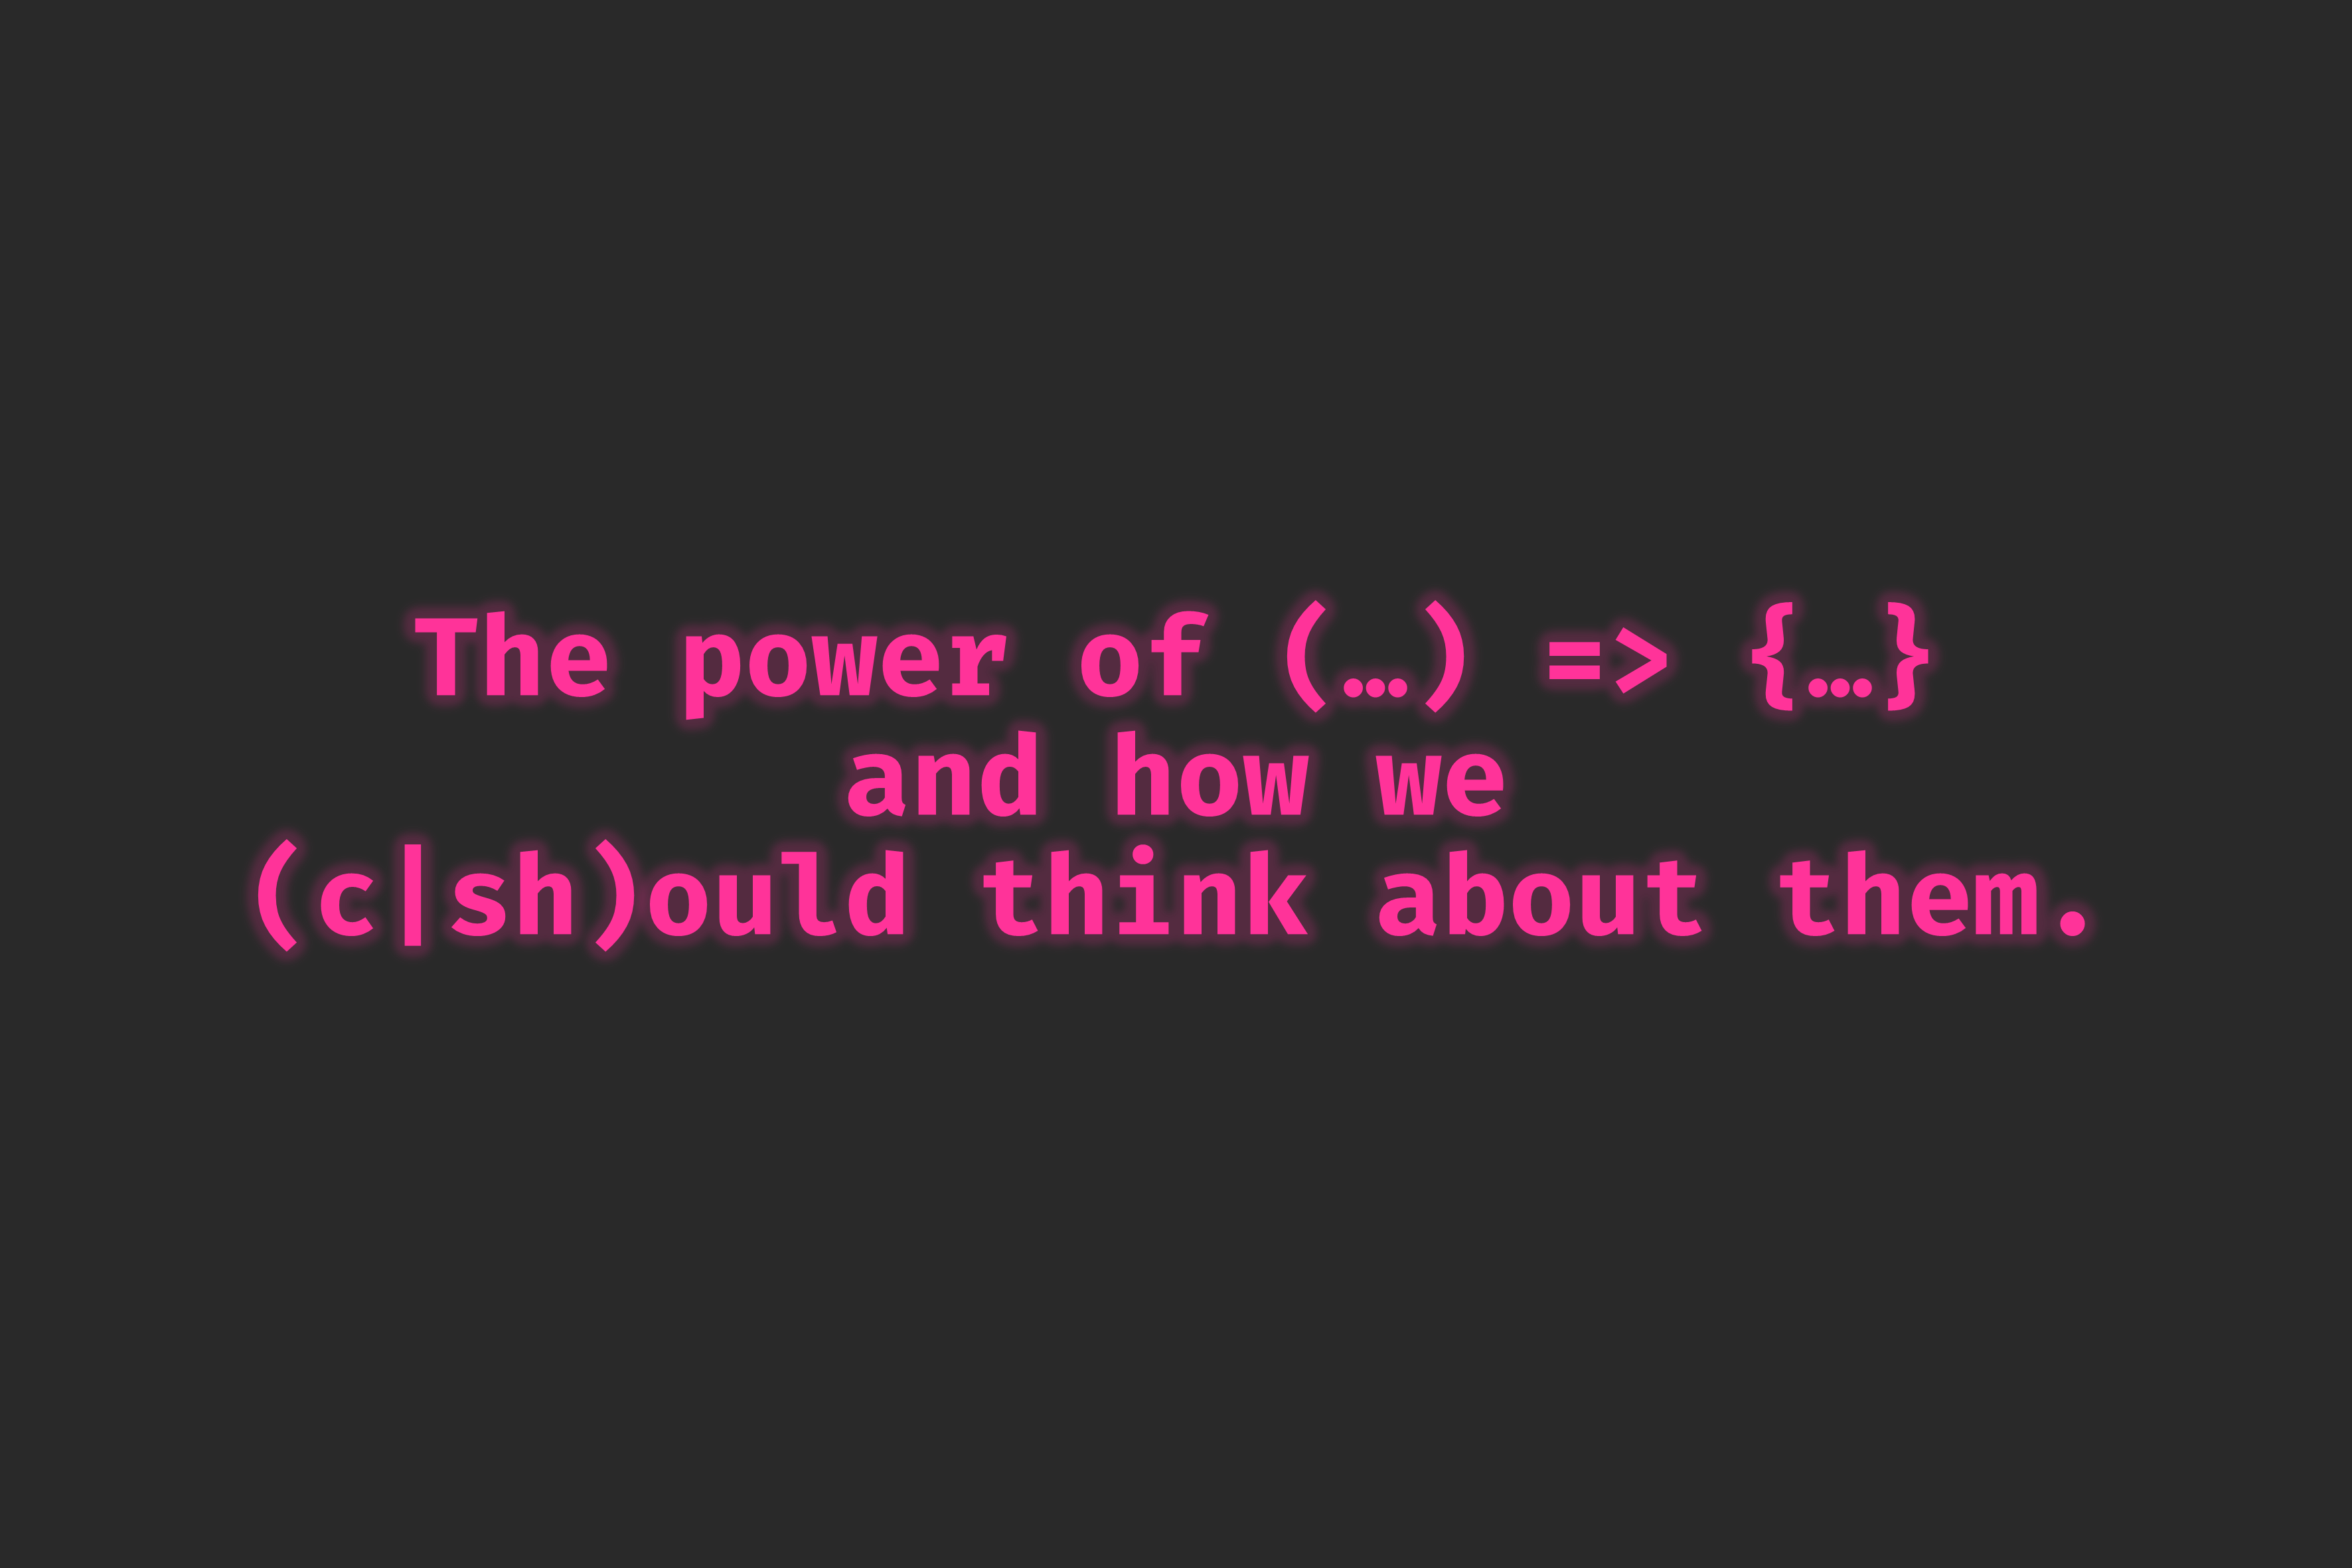 The power of (…) => {…}
and how we
(c|sh)ould think about them.